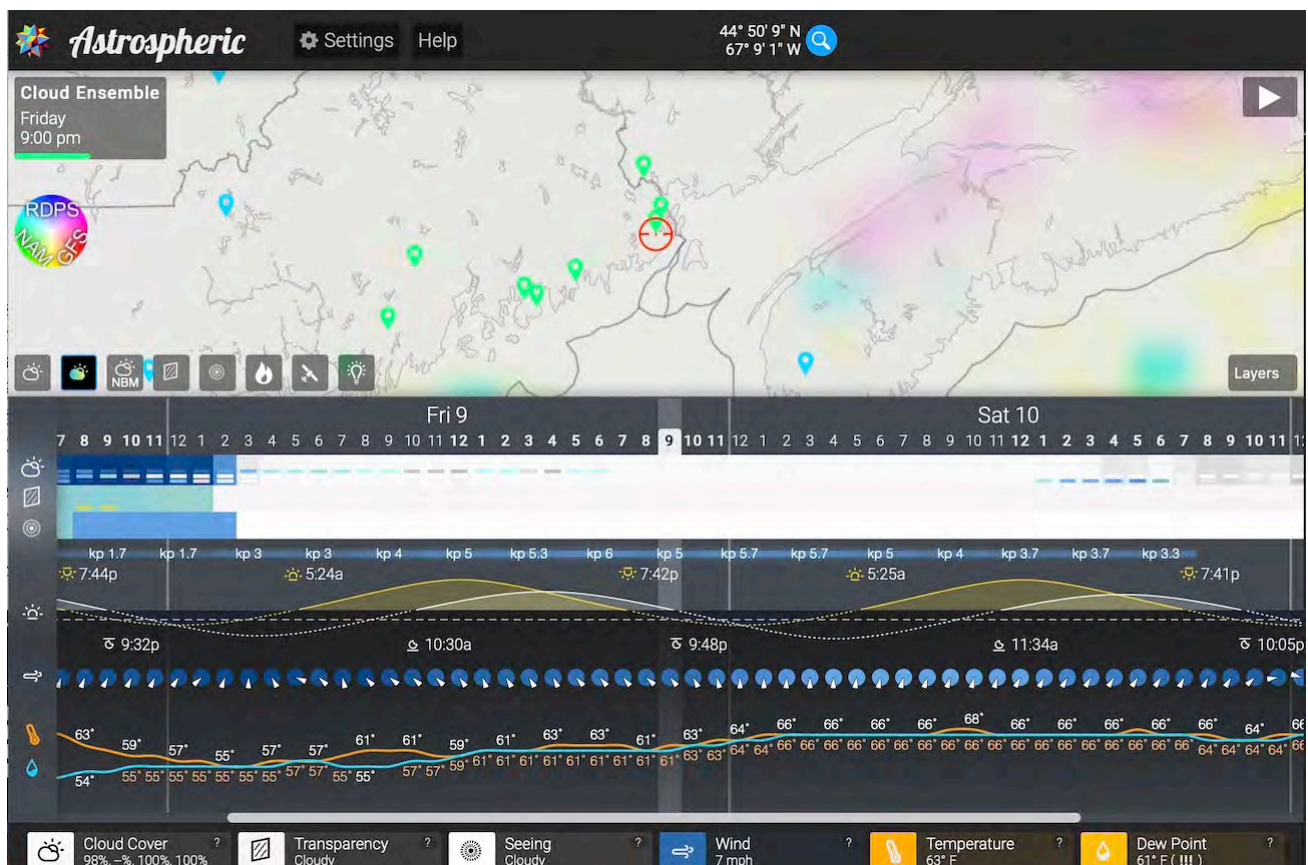 Astrospheric
Settings
Help
44° 50' 9" N
67° 9' 1" W
Cloud Ensemble
Friday
9:00 pm
RDPS
NAM
GFS
NBM
Layers
Fri 9
Sat 10
7 8 9 10 11 12 1 2 3 4 5 6 7 8 9 10 11 12 1 2 3 4 5 6 7 8 9 10 11 12 1 2 3 4 5 6 7 8 9 10 11 12 1 2 3 4 5 6 7 8 9 10 11
kp 1.7 kp 1.7 kp 3 kp 3 kp 4 kp 5 kp 5.3 kp 6 kp 5 kp 5.7 kp 5.7 kp 5 kp 4 kp 3.7 kp 3.7 kp 3.3
7:44p 5:24a 7:42p 5:25a 7:41p
9:32p 10:30a 9:48p 11:34a 10:05p
63° 59° 57° 55° 57° 57° 61° 61° 59° 61° 63° 63° 61° 63° 64° 66° 66° 66° 66° 68° 66° 66° 66° 66° 66° 64°
54° 55° 55° 55° 55° 55° 55° 57° 57° 55° 55° 57° 57° 59° 61° 61° 61° 61° 61° 61° 61° 61° 63° 63° 64° 64° 66° 66° 66° 66° 66° 66° 66° 66° 66° 66° 66° 66° 66° 66° 66° 66° 66° 66° 64° 64° 64° 64°
Cloud Cover ?
98%, –%, 100%, 100%
Transparency ?
Cloudy
Seeing ?
Cloudy
Wind ?
7 mph
Temperature ?
63° F
Dew Point ?
61° F ( !!! )